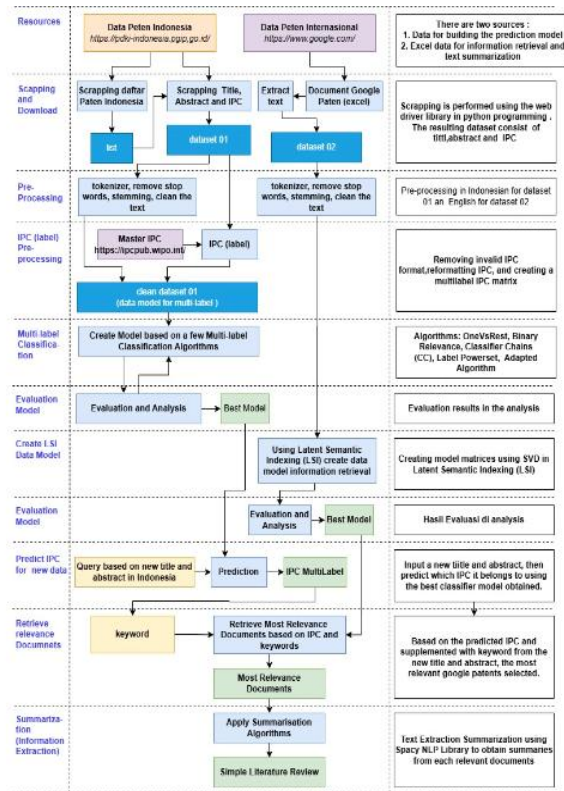 Resources
Data Peten Indonesia
https://pdki-indonesia.pgip.go.id/
Data Peten Internasional
https://www.google.com/
There are two sources :
1. Data for building the prediction model
2. Excel data for information retrieval and
text summarization
Scapping
and
Download
Scrapping daftar
Paten Indonesia
Scrapping Title,
Abstract and IPC
Extract
text
Document Google
Paten (excel)
dataset 01
dataset 02
Scrapping is performed using the web
driver library in python programming .
The resulting dataset consist of
tittl,abstract and IPC
Pre-
Processing
tokenizer, remove stop
words, stemming, clean the
text
tokenizer, remove stop
words, stemming, clean the
text
Pre-processing in Indonesian for dataset
01 an English for dataset 02
IPC (label)
Pre-
processing
Master IPC
https://ipcpub.wipo.int/
IPC (label)
clean dataset 01
(data model for multi-label )
Removing invalid IPC
format,reformatting IPC, and creating a
multilabel IPC matrix
Multi-label
Classifica-
tion
Create Model based on a few Multi-label
Classification Algorithms
Algorithms: OneVsRest, Binary
Relevance, Classifier Chains
(CC), Label Powerset, Adapted
Algorithm
Evaluation
Model
Evaluation and Analysis
Best Model
Evaluation results in the analysis
Create LSI
Data Model
Using Latent Semantic
Indexing (LSI) create data
model information retrieval
Creating model matrices using SVD in
Latent Semantic Indexing (LSI)
Evaluation
Model
Evaluation and
Analysis
Best Model
Hasil Evaluasi di analysis
Predict IPC
for new data
Query based on new title and
abstract in Indonesia
Prediction
IPC MultiLabel
Input a new tiitle and abstract, then
predict which IPC it belongs to using
the best classifier model obtained.
Retrieve
relevance
Documnets
keyword
Retrieve Most Relevance
Documents based on IPC and
keywords
Most Relevance
Documents
Based on the predicted IPC and
supplemented with keyword from the
new title and abstract, the most
relevant google patents selected.
Summariza-
tion
(Information
Extraction)
Apply Summarisation
Algorithms
Simple Literature Review
Text Extraction Summarization using
Spacy NLP Library to obtain summaries
from each relevant documents